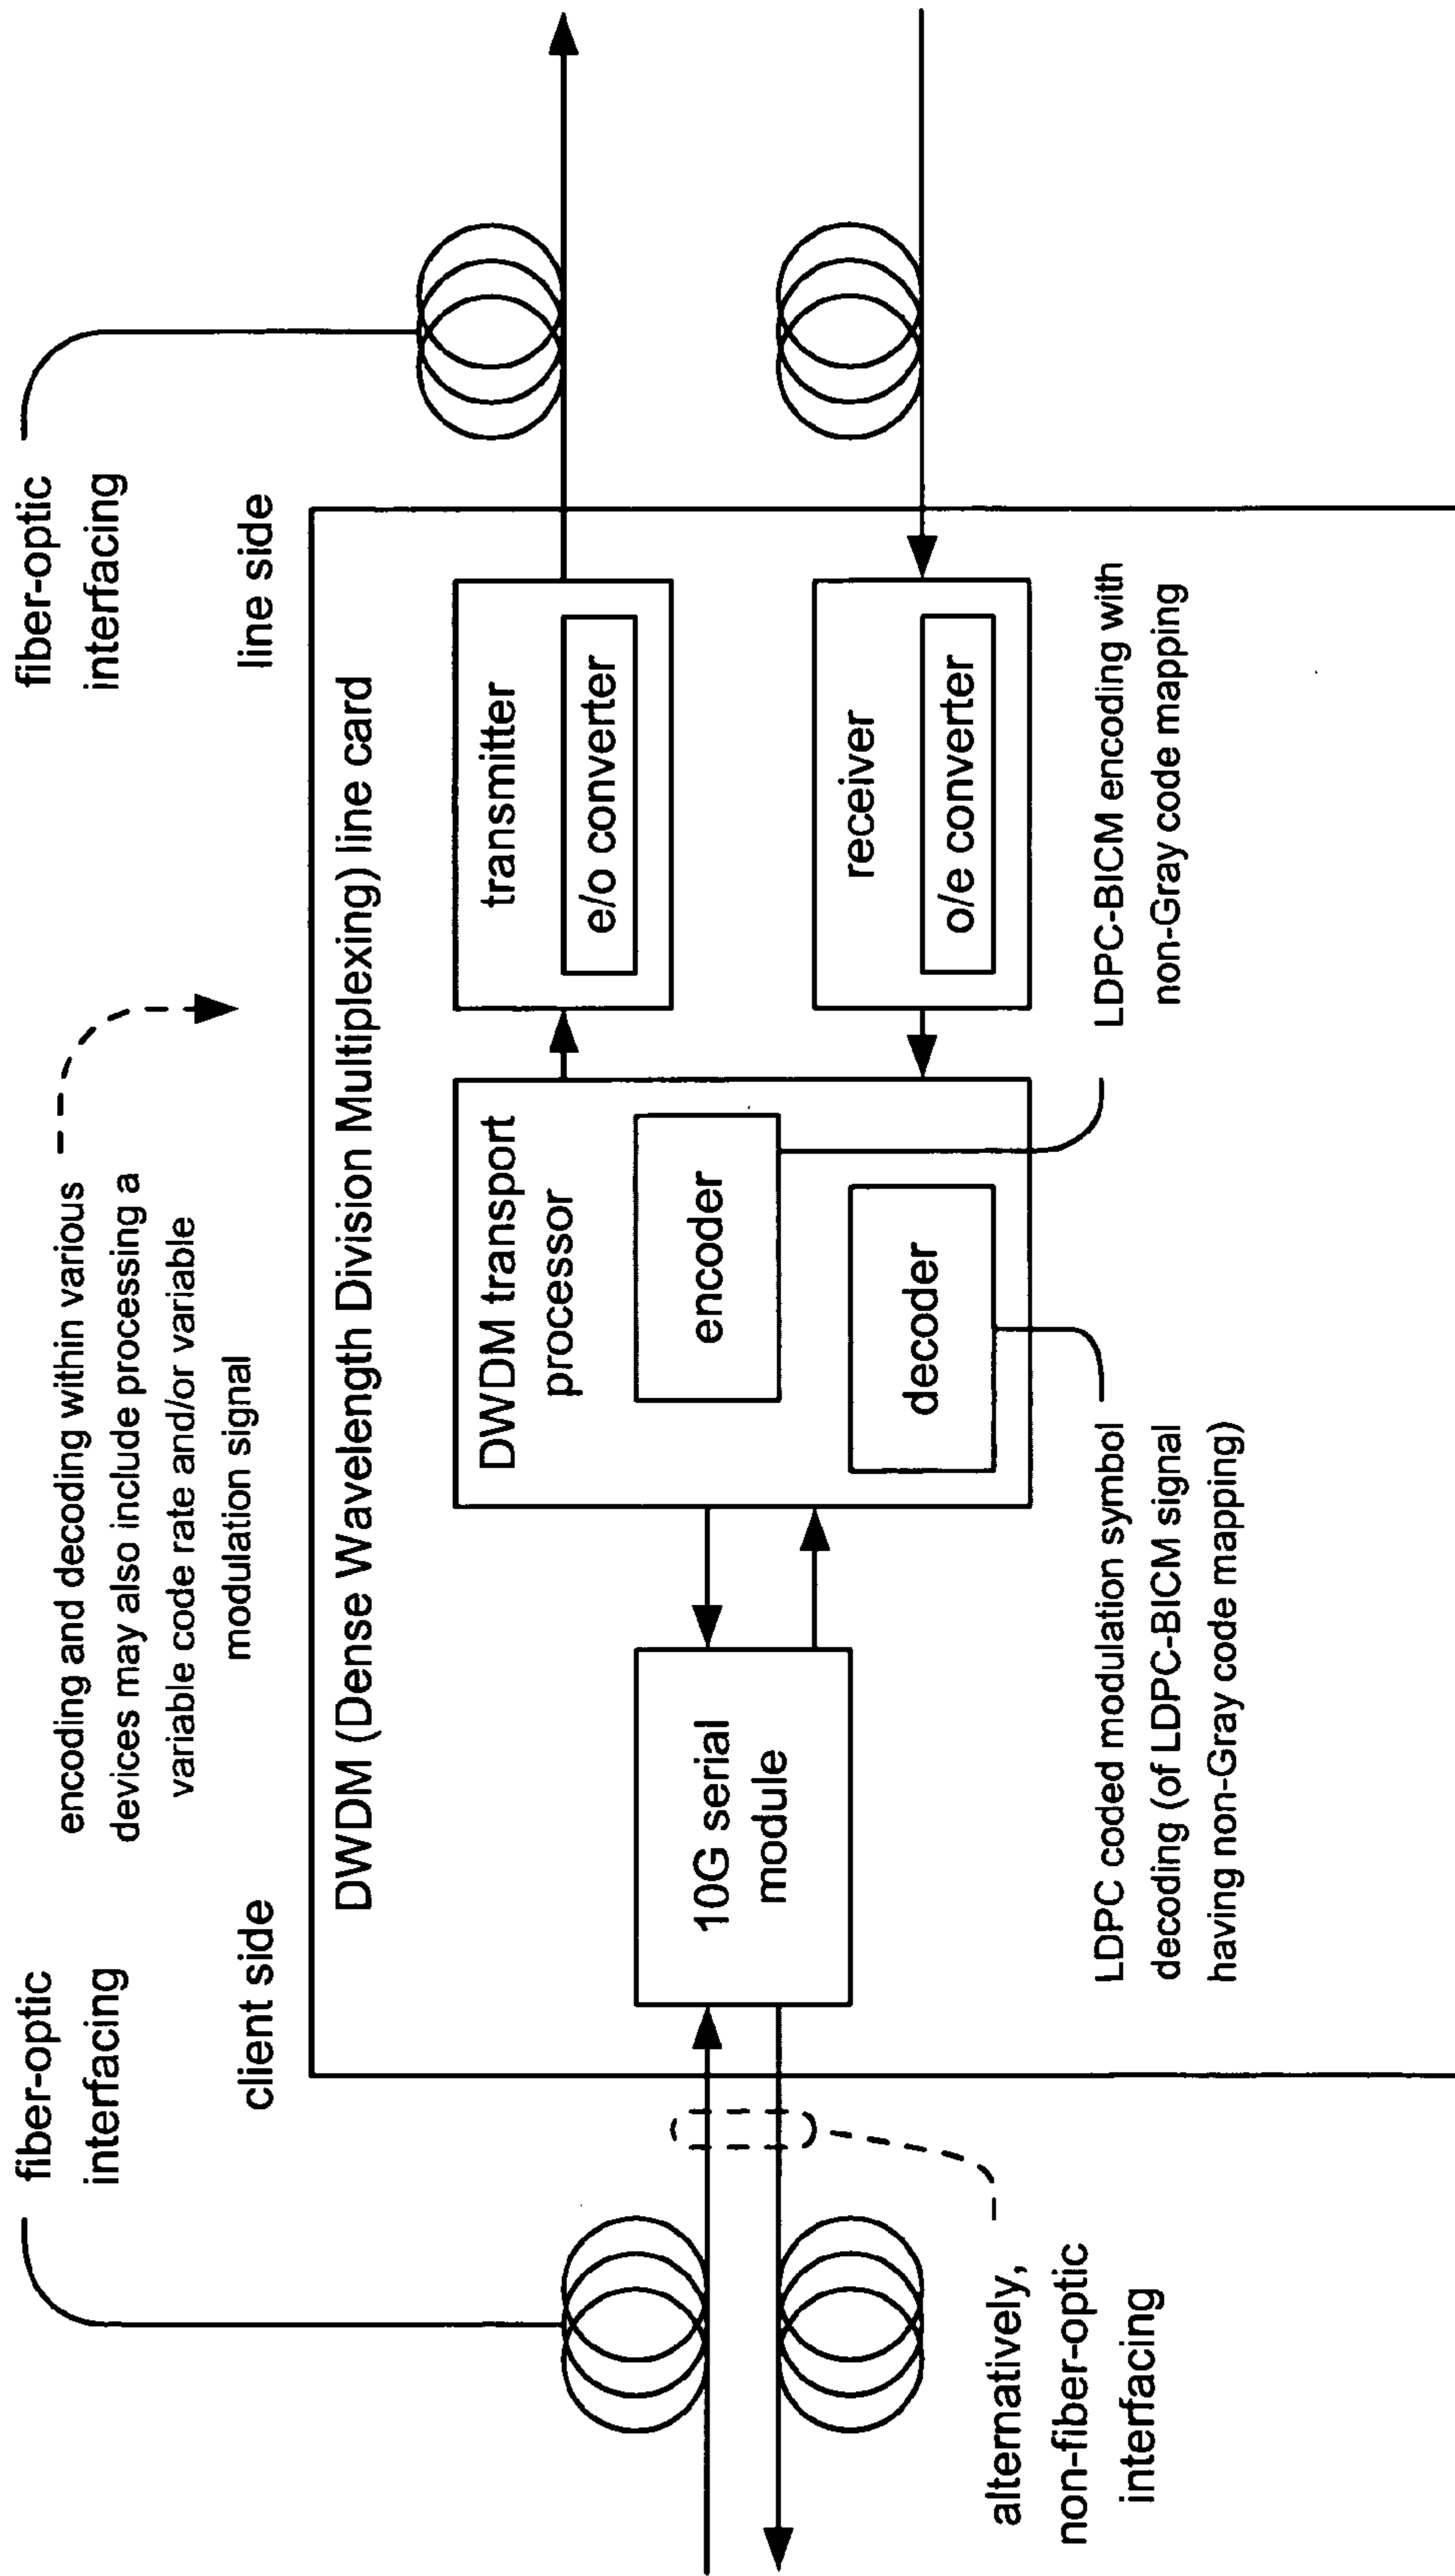 fiber-optic
interfacing
encoding and decoding within various
devices may also include processing a
variable code rate and/or variable
modulation signal
fiber-optic
interfacing
client side
line side
DWDM (Dense Wavelength Division Multiplexing) line card
10G serial
module
DWDM transport
processor
encoder
decoder
transmitter
e/o converter
receiver
o/e converter
alternatively,
non-fiber-optic
interfacing
LDPC coded modulation symbol
decoding (of LDPC-BICM signal
having non-Gray code mapping)
LDPC-BICM encoding with
non-Gray code mapping